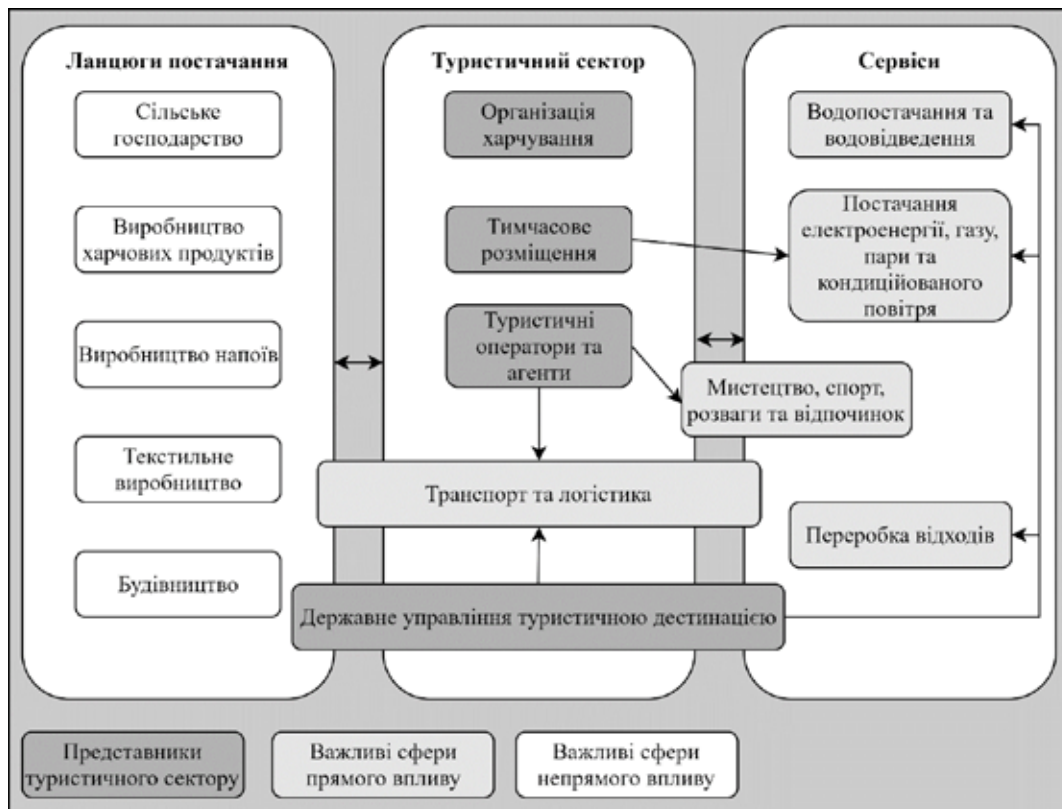 Ланцюги постачання
Сільське
господарство
Виробництво
харчових продуктів
Виробництво напоїв
Текстильне
виробництво
Будівництво
Туристичний сектор
Організація
харчування
Тимчасове
розміщення
Туристичні
оператори та
агенти
Транспорт та логістика
Державне управління туристичною дестинацією
Сервіси
Водопостачання та
водовідведення
Постачання
електроенергії, газу,
пари та
кондиційованого
повітря
Мистецтво, спорт,
розваги та відпочинок
Переробка відходів
Представники
туристичного сектору
Важливі сфери
прямого впливу
Важливі сфери
непрямого впливу